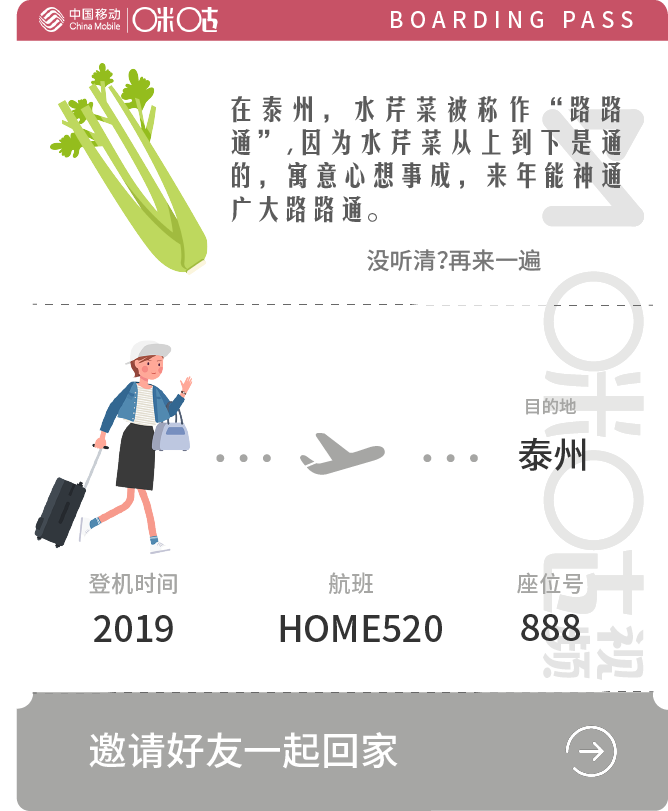 中国移动
China Mobile
咪咕
BOARDING PASS
在泰州，水芹菜被称作“路路
通”,因为水芹菜从上到下是通
的，寓意心想事成，来年能神通
广大路路通。
没听清?再来一遍
目的地
泰州
登机时间
航班
座位号
2019
HOME520
888
邀请好友一起回家
M
咪咕
视频